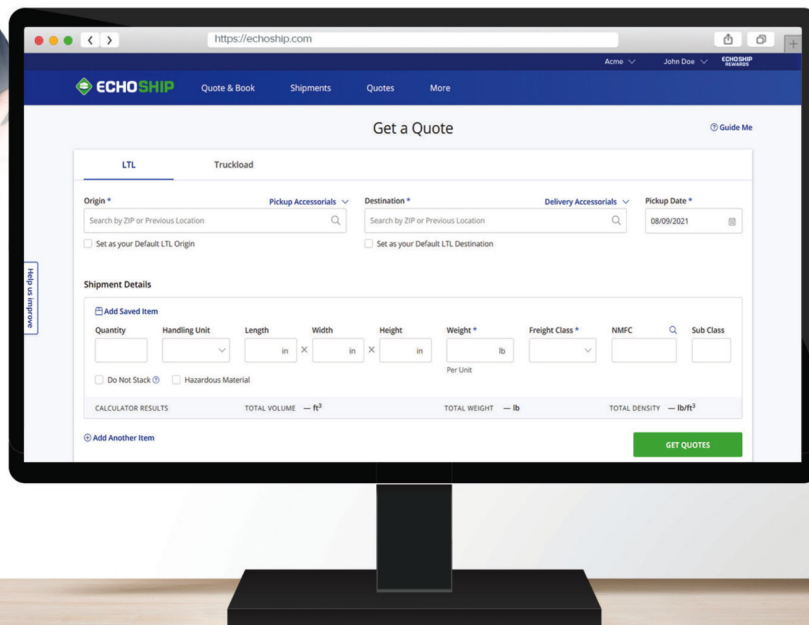 https://echoship.com
Acme John Doe ECHOSHIP REWARDS
ECHOSHIP Quote & Book Shipments Quotes More
Get a Quote
Guide Me
LTL Truckload
Origin * Pickup Accessorials Destination * Delivery Accessorials Pickup Date *
Search by ZIP or Previous Location Search by ZIP or Previous Location 08/09/2021
Set as your Default LTL Origin Set as your Default LTL Destination
Help us improve
Shipment Details
Add Saved Item
Quantity Handling Unit Length Width Height Weight * Freight Class * NMFC Sub Class
in × in × in lb
Per Unit
Do Not Stack Hazardous Material
CALCULATOR RESULTS TOTAL VOLUME — ft³ TOTAL WEIGHT — lb TOTAL DENSITY — lb/ft³
Add Another Item
GET QUOTES